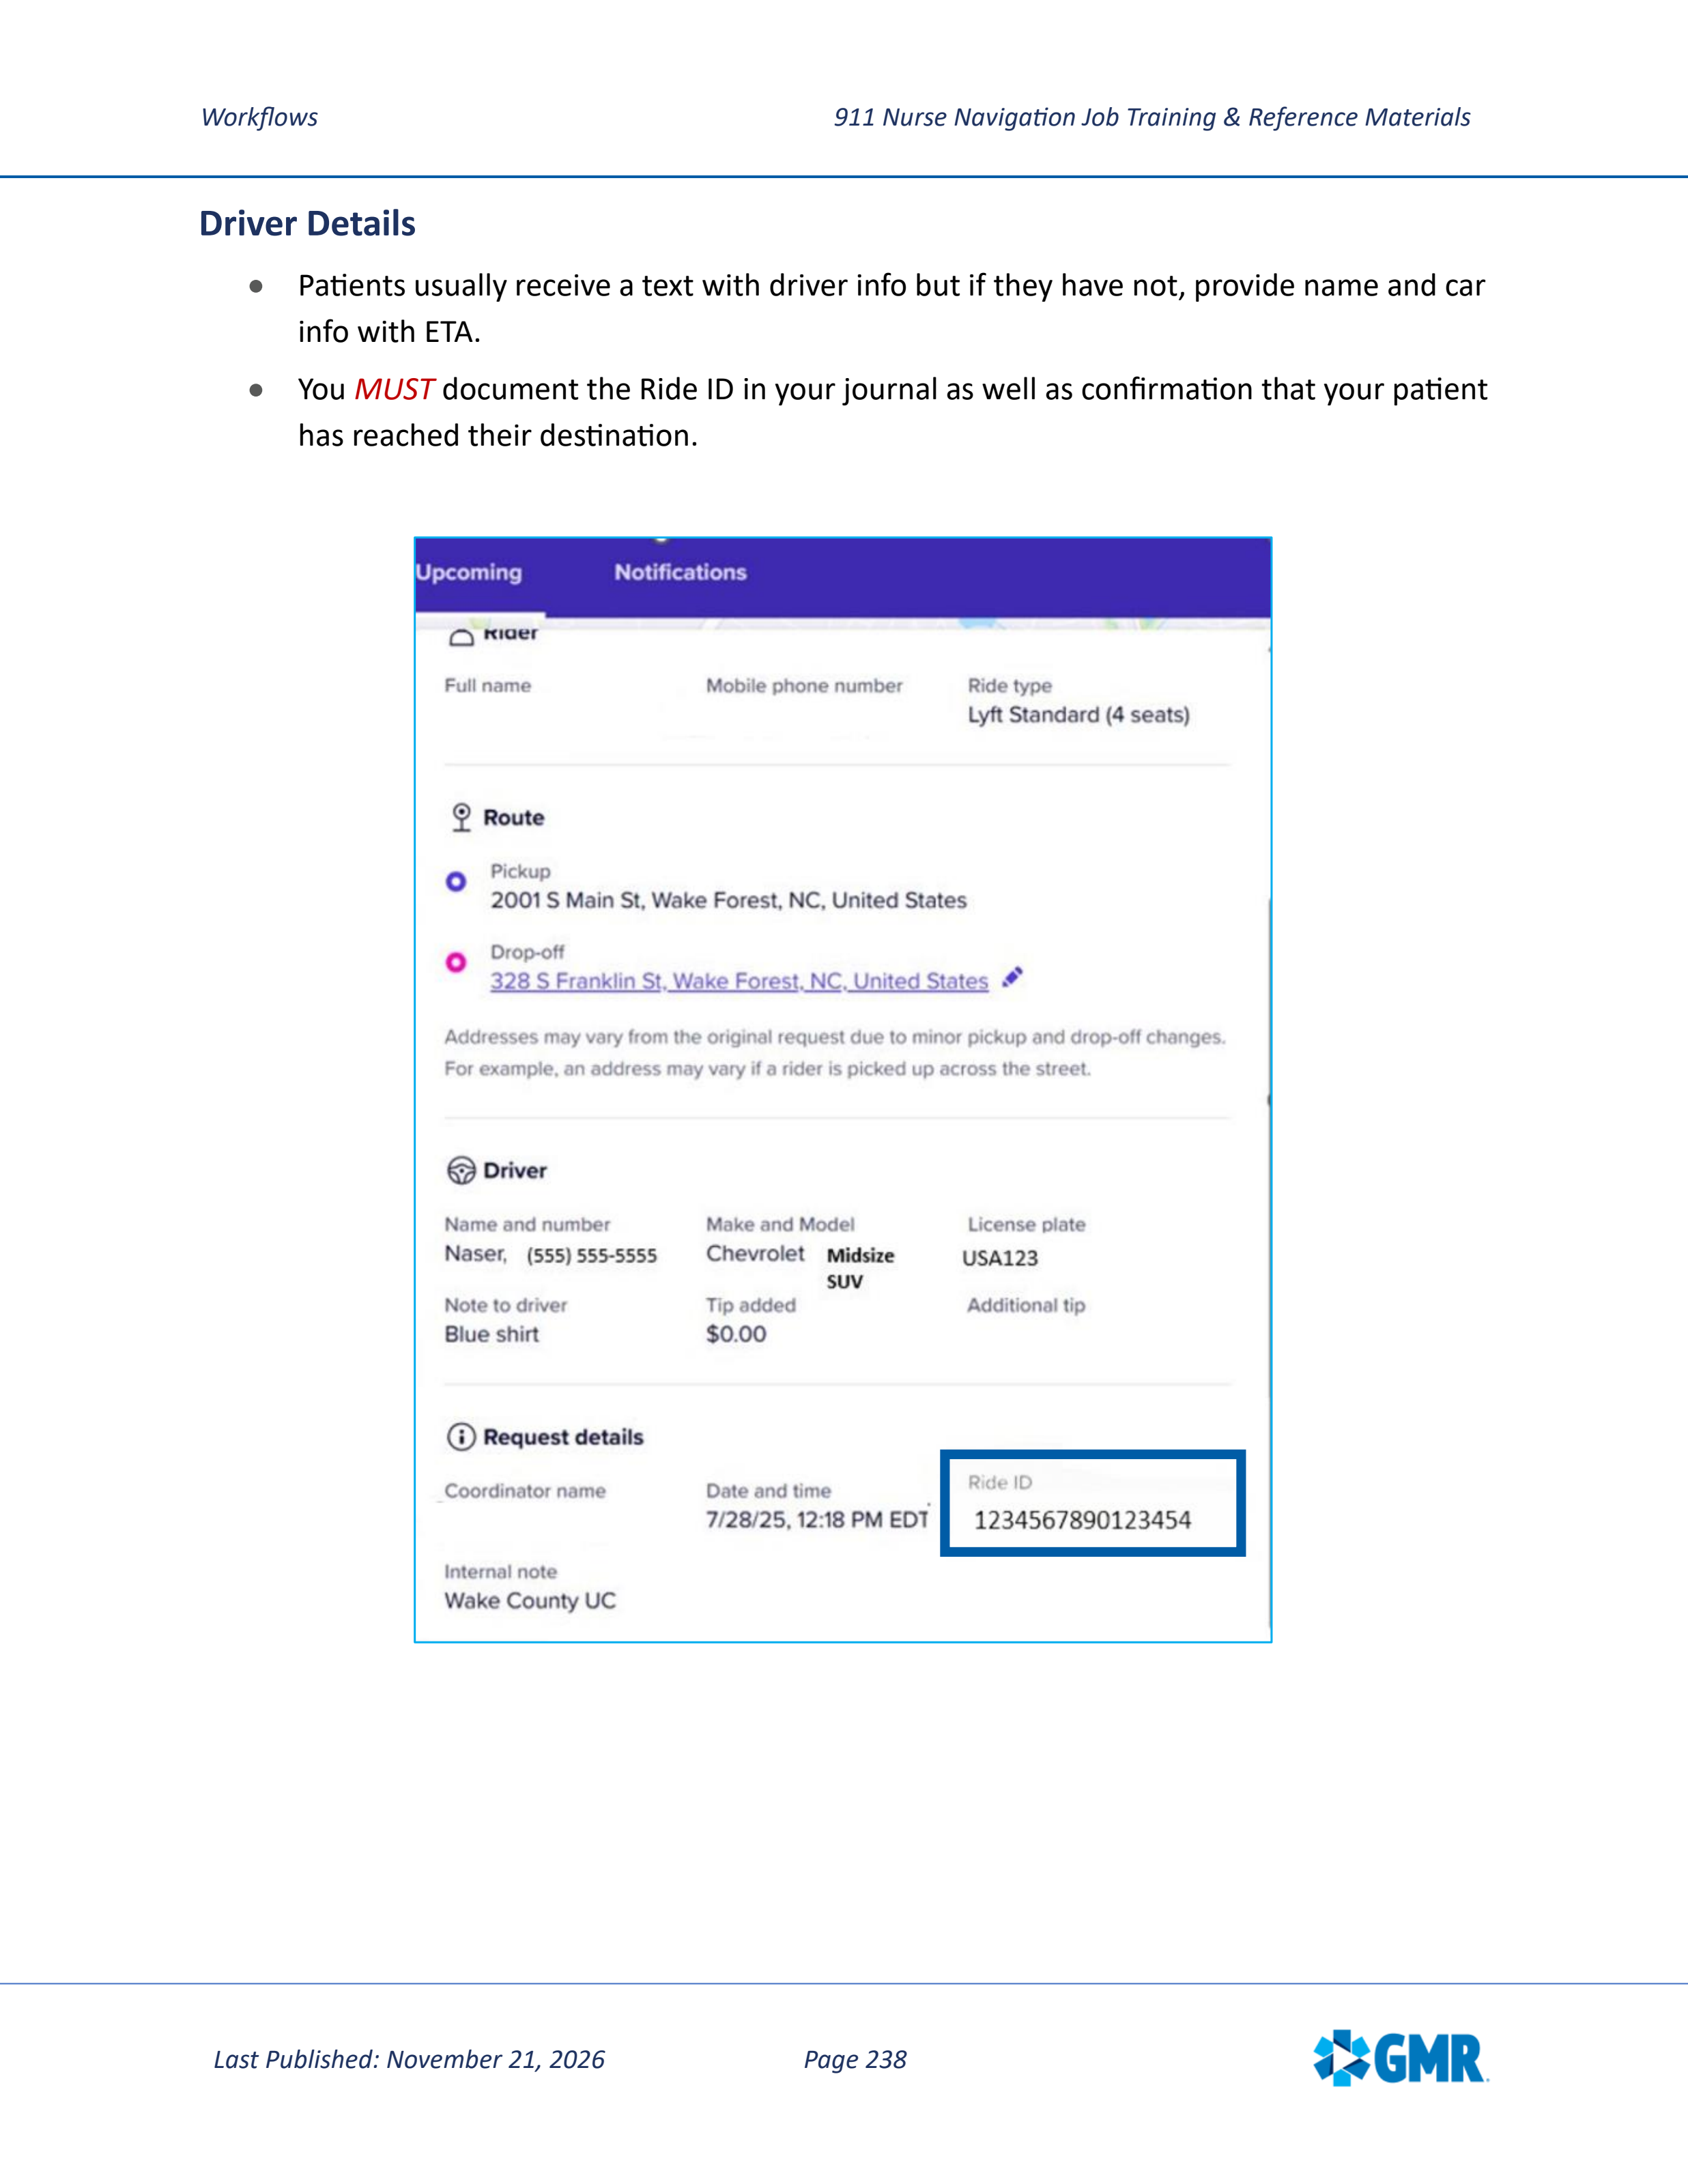 Workflows
911 Nurse Navigation Job Training & Reference Materials
Driver Details
● Patients usually receive a text with driver info but if they have not, provide name and car
info with ETA.
● You MUST document the Ride ID in your journal as well as confirmation that your patient
has reached their destination.
Upcoming Notifications
Rider
Full name Mobile phone number Ride type
Lyft Standard (4 seats)
Route
Pickup
2001 S Main St, Wake Forest, NC, United States
Drop-off
328 S Franklin St, Wake Forest, NC, United States
Addresses may vary from the original request due to minor pickup and drop-off changes.
For example, an address may vary if a rider is picked up across the street.
Driver
Name and number Make and Model License plate
Naser, (555) 555-5555 Chevrolet Midsize USA123
SUV
Note to driver Tip added Additional tip
Blue shirt $0.00
Request details
Coordinator name Date and time Ride ID
7/28/25, 12:18 PM EDT 1234567890123454
Internal note
Wake County UC
Last Published: November 21, 2026 Page 238 GMR